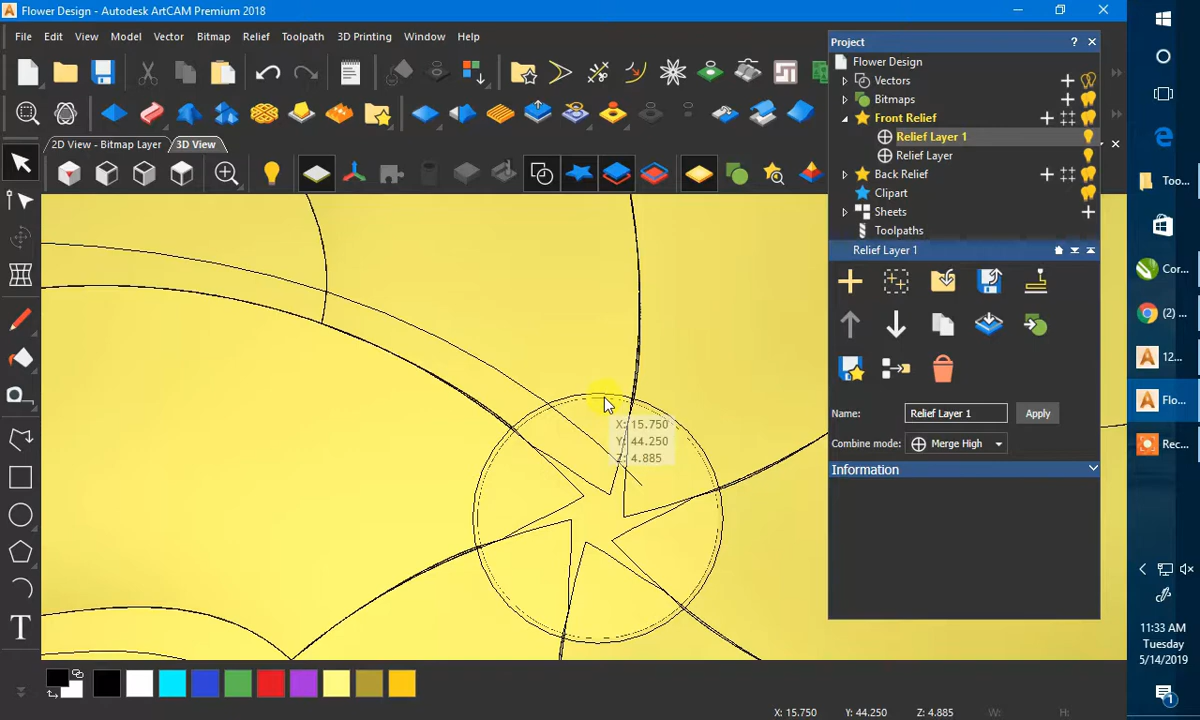 Flower Design - Autodesk ArtCAM Premium 2018
File Edit View Model Vector Bitmap Relief Toolpath 3D Printing Window Help
2D View - Bitmap Layer 3D View
X: 15.750
Y: 44.250
Z: 4.885
Project
Flower Design
Vectors
Bitmaps
Front Relief
Relief Layer 1
Relief Layer
Back Relief
Clipart
Sheets
Toolpaths
Relief Layer 1
Name: Relief Layer 1 Apply
Combine mode: Merge High
Information
Too...
Cor...
(2) ...
12...
Flo...
Rec...
11:33 AM
Tuesday
5/14/2019
1
X: 15.750 Y: 44.250 Z: 4.885 W: H: